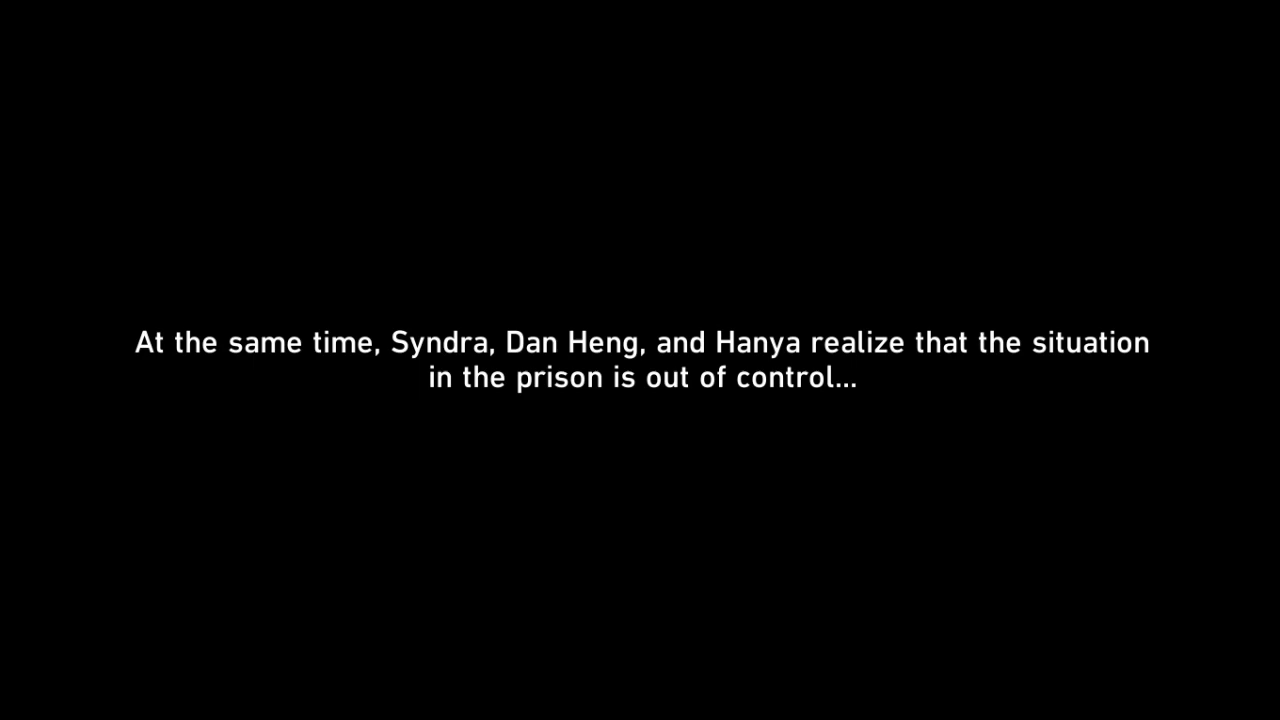 At the same time, Syndra, Dan Heng, and Hanya realize that the situation
in the prison is out of control...